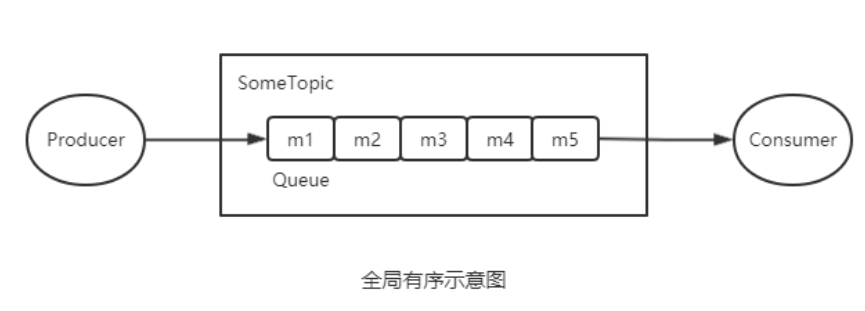 SomeTopic
Producer
m1 m2 m3 m4 m5
Consumer
Queue
全局有序示意图